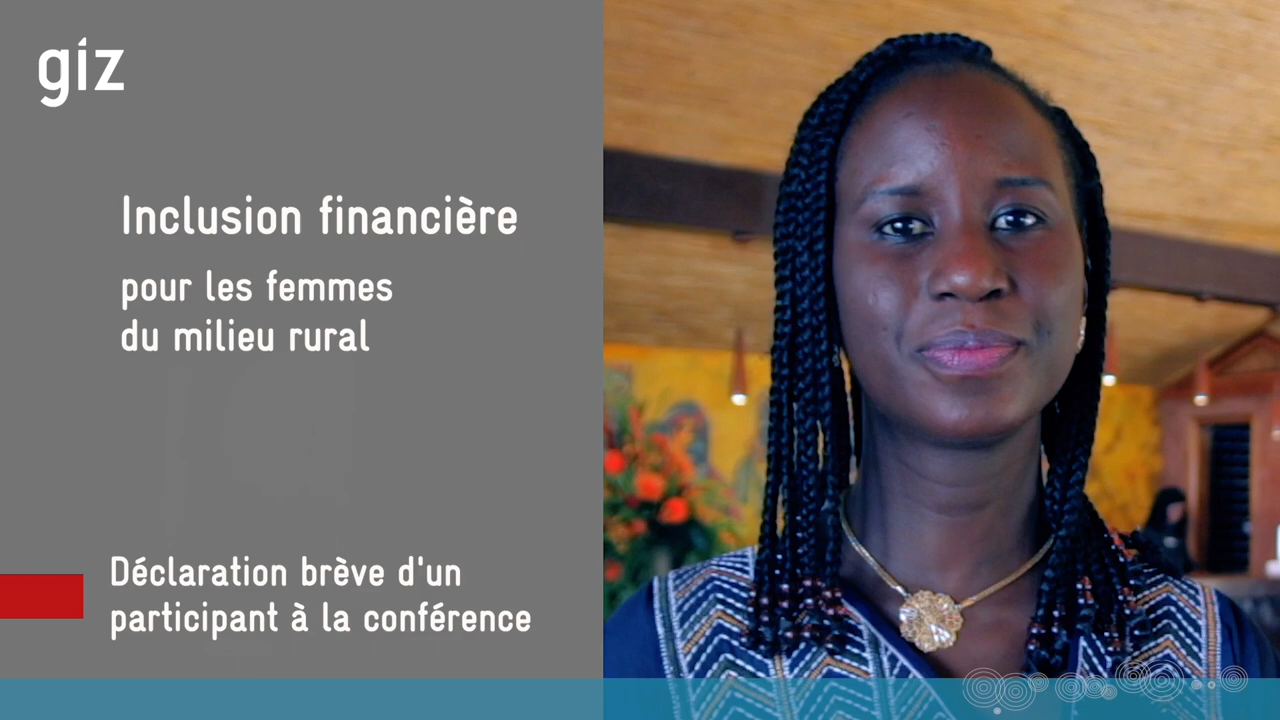 giz
Inclusion financière
pour les femmes
du milieu rural
Déclaration brève d'un
participant à la conférence